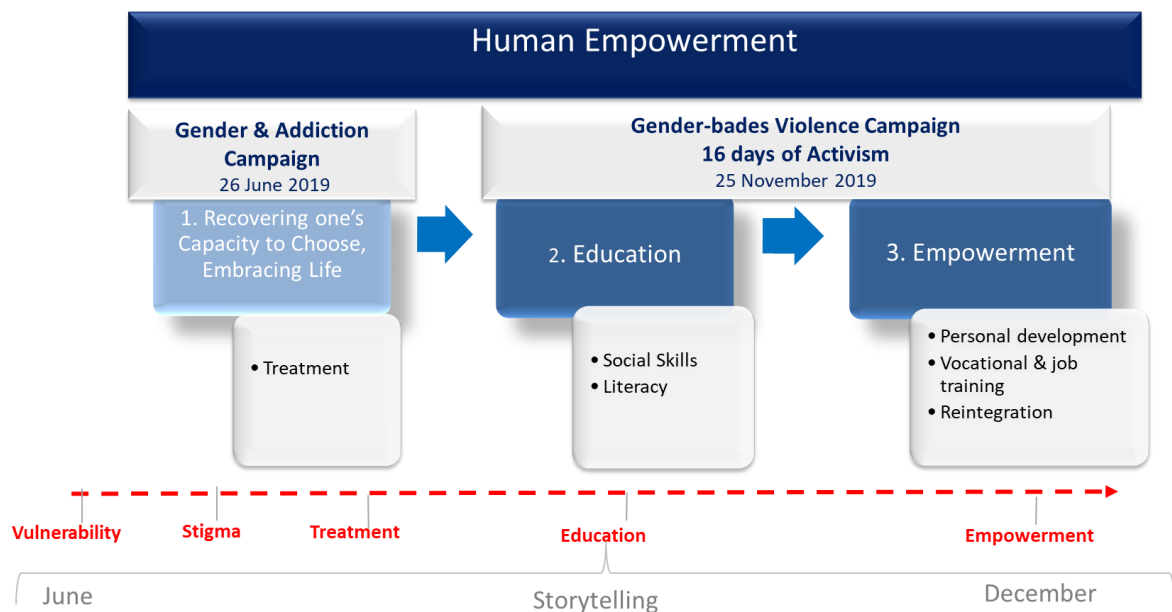 Human Empowerment
Gender & Addiction
Campaign
26 June 2019
Gender-bades Violence Campaign
16 days of Activism
25 November 2019
1. Recovering one's
Capacity to Choose,
Embracing Life
2. Education
3. Empowerment
• Treatment
• Social Skills
• Literacy
• Personal development
• Vocational & job
training
• Reintegration
Vulnerability
Stigma
Treatment
Education
Empowerment
June
Storytelling
December